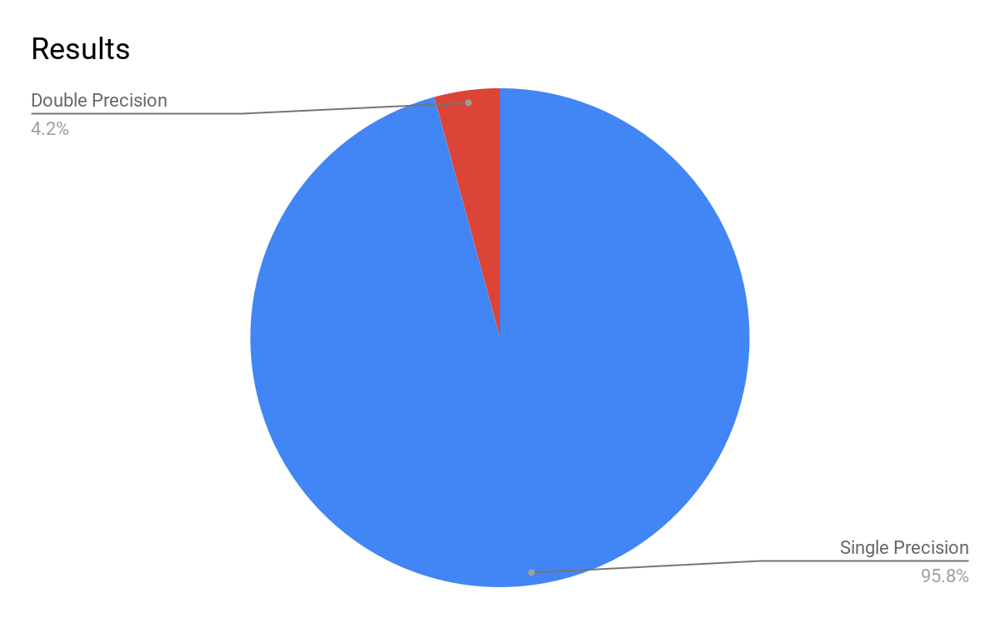 Results
Double Precision
4.2%
Single Precision
95.8%